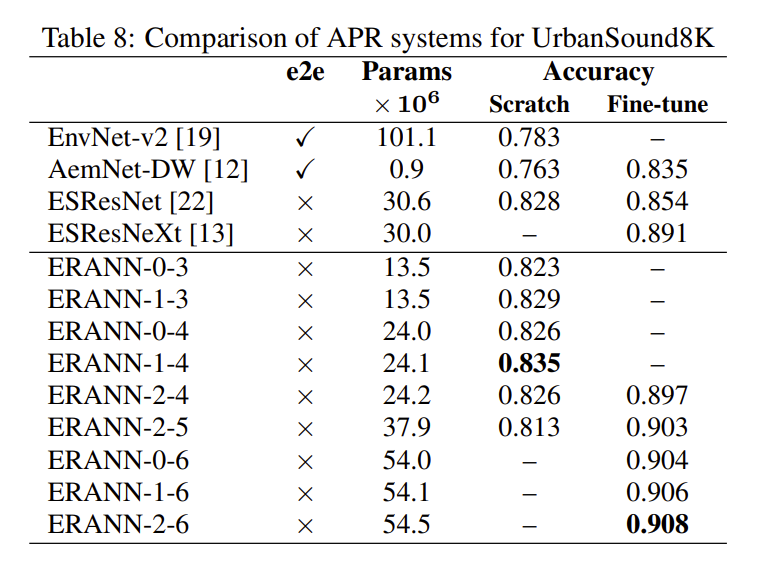 Table 8: Comparison of APR systems for UrbanSound8K
e2e Params Accuracy
× 10⁶ Scratch Fine-tune
EnvNet-v2 [19] ✓ 101.1 0.783 –
AemNet-DW [12] ✓ 0.9 0.763 0.835
ESResNet [22] × 30.6 0.828 0.854
ESResNeXt [13] × 30.0 – 0.891
ERANN-0-3 × 13.5 0.823 –
ERANN-1-3 × 13.5 0.829 –
ERANN-0-4 × 24.0 0.826 –
ERANN-1-4 × 24.1 0.835 –
ERANN-2-4 × 24.2 0.826 0.897
ERANN-2-5 × 37.9 0.813 0.903
ERANN-0-6 × 54.0 – 0.904
ERANN-1-6 × 54.1 – 0.906
ERANN-2-6 × 54.5 – 0.908